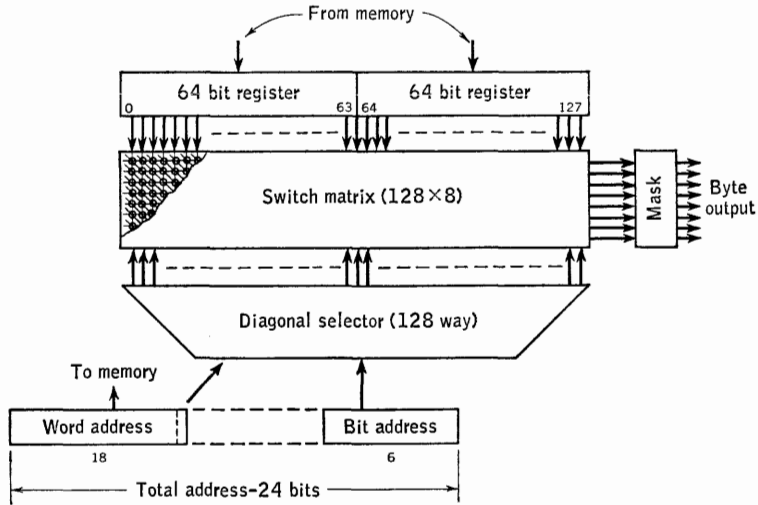 From memory
64 bit register
64 bit register
0
63
64
127
Switch matrix (128×8)
Mask
Byte
output
Diagonal selector (128 way)
To memory
Word address
Bit address
18
6
Total address-24 bits